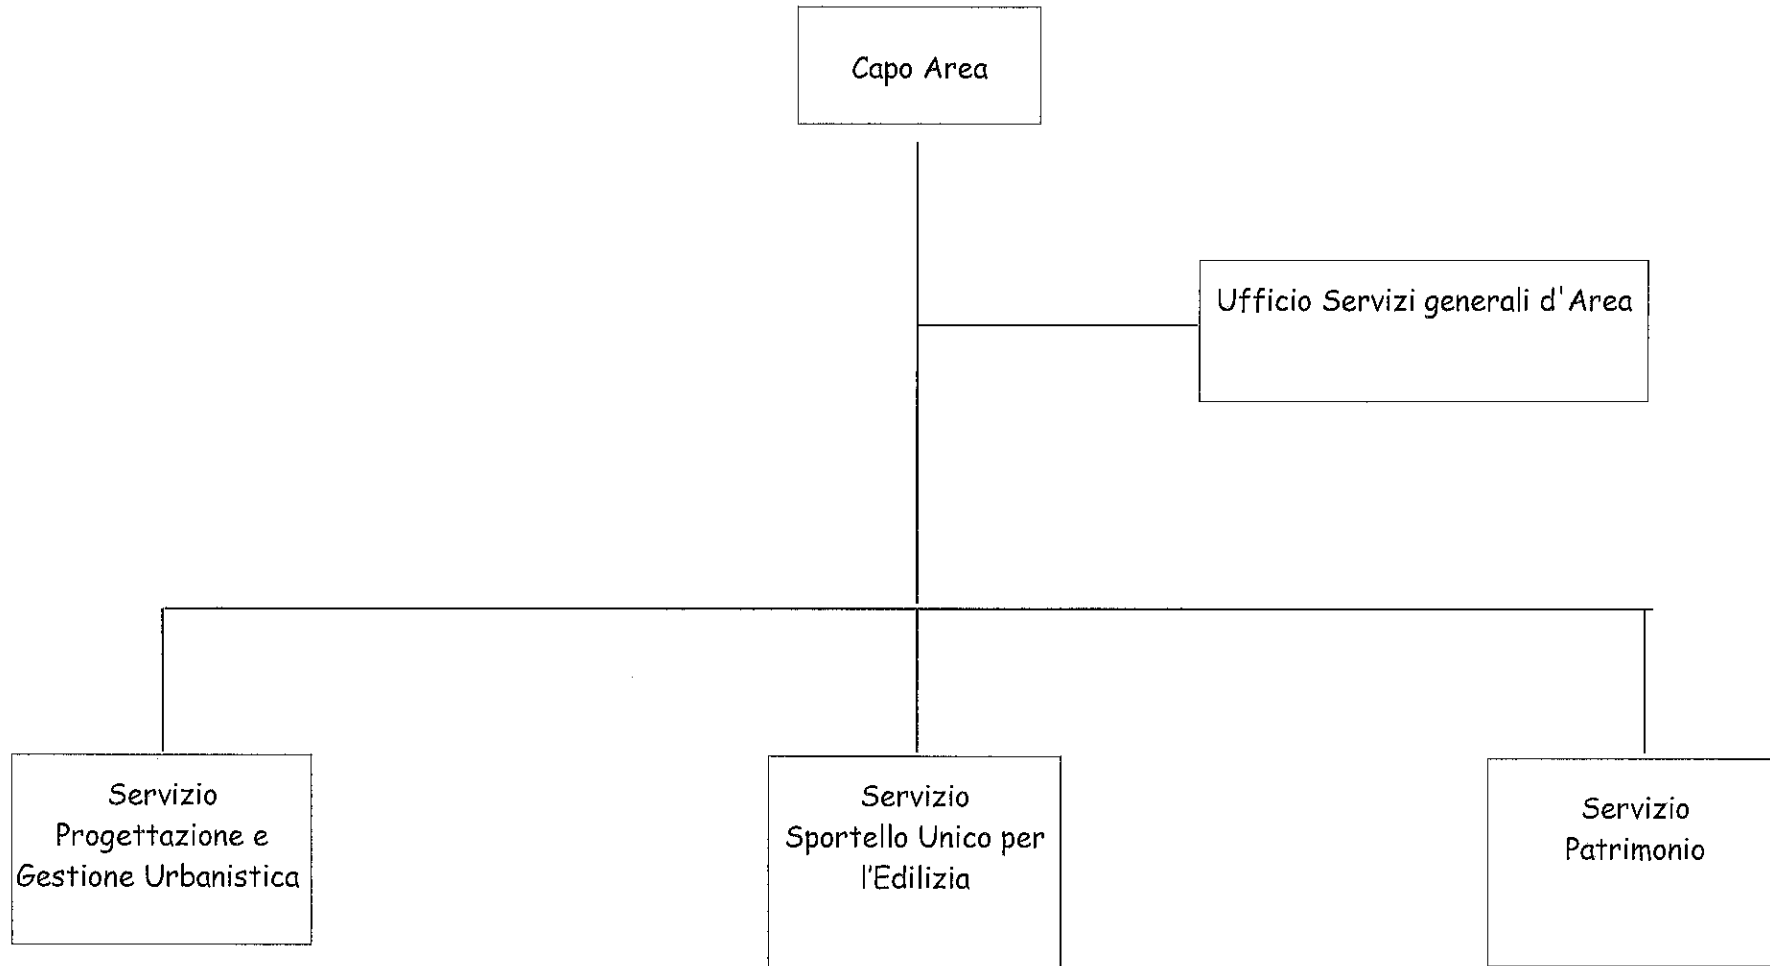 Capo Area
Ufficio Servizi generali d'Area
Servizio
Progettazione e
Gestione Urbanistica
Servizio
Sportello Unico per
l'Edilizia
Servizio
Patrimonio